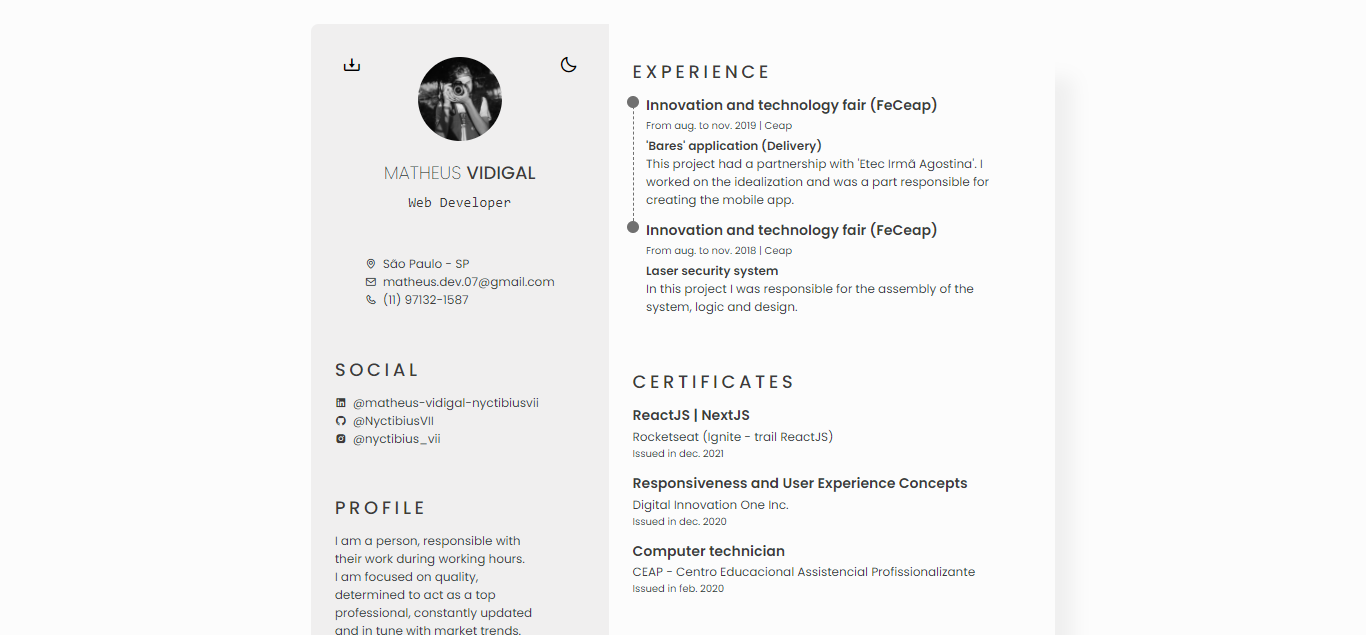 MATHEUS VIDIGAL
Web Developer
São Paulo - SP
matheus.dev.07@gmail.com
(11) 97132-1587
SOCIAL
@matheus-vidigal-nyctibiusvii
@NyctibiusVII
@nyctibius_vii
PROFILE
I am a person, responsible with
their work during working hours.
I am focused on quality,
determined to act as a top
professional, constantly updated
and in tune with market trends.
EXPERIENCE
Innovation and technology fair (FeCeap)
From aug. to nov. 2019 | Ceap
'Bares' application (Delivery)
This project had a partnership with 'Etec Irmã Agostina'. I
worked on the idealization and was a part responsible for
creating the mobile app.
Innovation and technology fair (FeCeap)
From aug. to nov. 2018 | Ceap
Laser security system
In this project I was responsible for the assembly of the
system, logic and design.
CERTIFICATES
ReactJS | NextJS
Rocketseat (Ignite - trail ReactJS)
Issued in dec. 2021
Responsiveness and User Experience Concepts
Digital Innovation One Inc.
Issued in dec. 2020
Computer technician
CEAP - Centro Educacional Assistencial Profissionalizante
Issued in feb. 2020